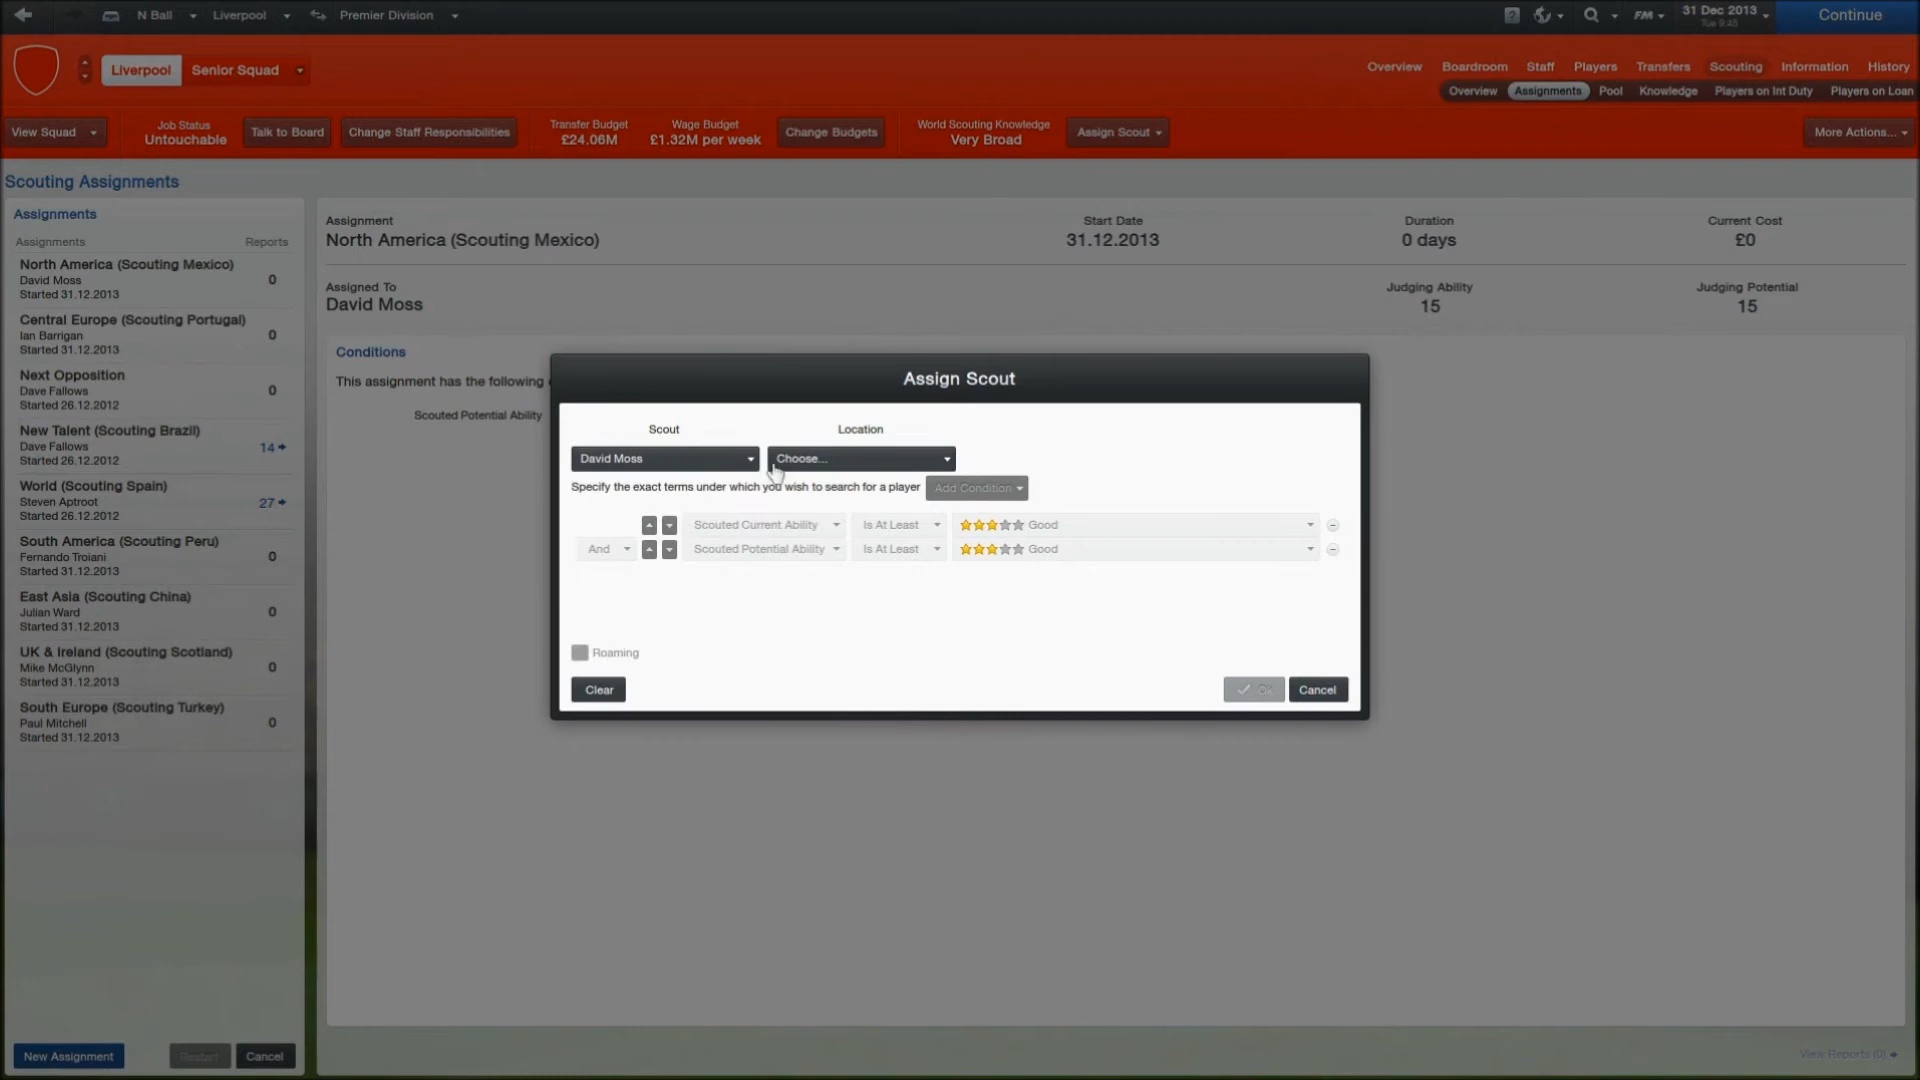 N Ball
Liverpool
Premier Division
FM
31 Dec 2013
Tue 9:45
Continue
Liverpool
Senior Squad
Overview
Boardroom
Staff
Players
Transfers
Scouting
Information
History
Overview
Assignments
Pool
Knowledge
Players on Int Duty
Players on Loan
View Squad
Job Status
Untouchable
Talk to Board
Change Staff Responsibilities
Transfer Budget
£24.06M
Wage Budget
£1.32M per week
Change Budgets
World Scouting Knowledge
Very Broad
Assign Scout
More Actions...
Scouting Assignments
Assignments
Assignments Reports
North America (Scouting Mexico)
David Moss 0
Started 31.12.2013
Central Europe (Scouting Portugal)
Ian Barrigan 0
Started 31.12.2013
Next Opposition
Dave Fallows 0
Started 26.12.2012
New Talent (Scouting Brazil)
Dave Fallows 14
Started 26.12.2012
World (Scouting Spain)
Steven Aptroot 27
Started 26.12.2012
South America (Scouting Peru)
Fernando Troiani 0
Started 31.12.2013
East Asia (Scouting China)
Julian Ward 0
Started 31.12.2013
UK & Ireland (Scouting Scotland)
Mike McGlynn 0
Started 31.12.2013
South Europe (Scouting Turkey)
Paul Mitchell 0
Started 31.12.2013
New Assignment
Restart
Cancel
Assignment
North America (Scouting Mexico)
Start Date
31.12.2013
Duration
0 days
Current Cost
£0
Assigned To
David Moss
Judging Ability
15
Judging Potential
15
Conditions
This assignment has the following
Scouted Potential Ability
Assign Scout
Scout
Location
David Moss
Choose...
Specify the exact terms under which you wish to search for a player
Add Condition
Scouted Current Ability Is At Least Good
And Scouted Potential Ability Is At Least Good
Roaming
Clear
OK
Cancel
View Reports (0)